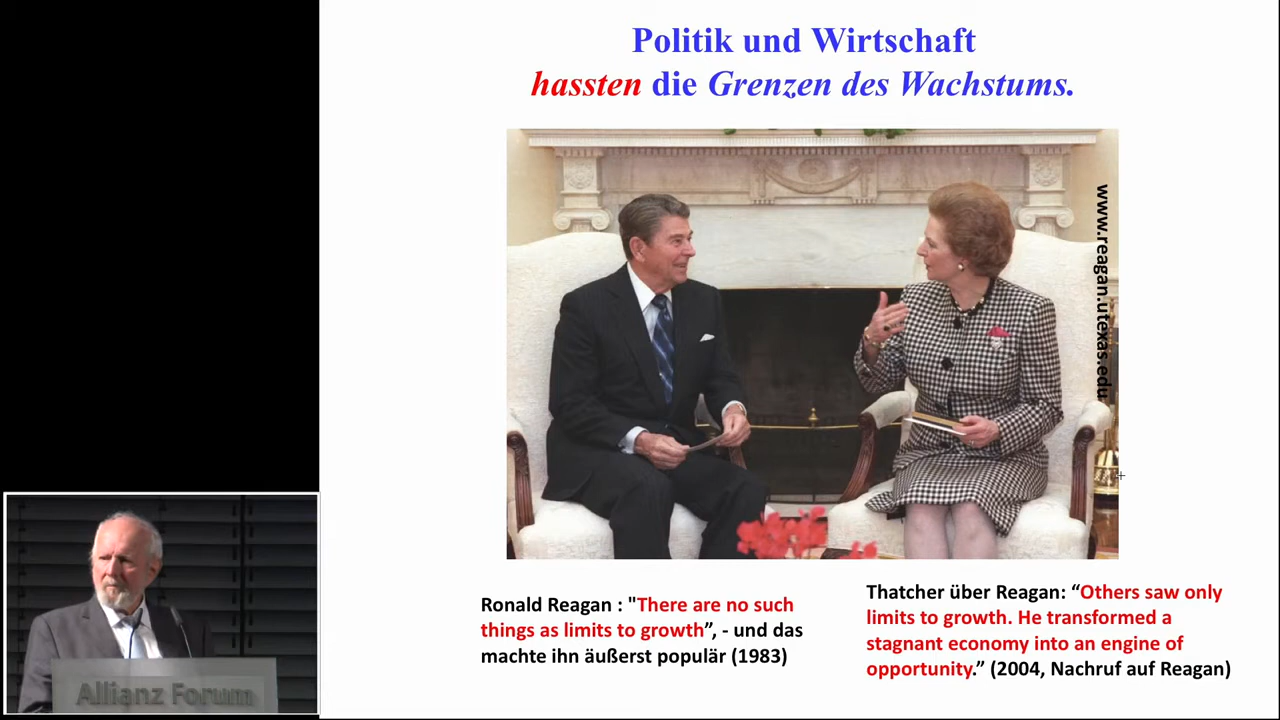 Politik und Wirtschaft
hassten die Grenzen des Wachstums.
www.reagan.utexas.edu
Ronald Reagan : "There are no such
things as limits to growth”, - und das
machte ihn äußerst populär (1983)
Thatcher über Reagan: “Others saw only
limits to growth. He transformed a
stagnant economy into an engine of
opportunity.” (2004, Nachruf auf Reagan)
Allianz Forum